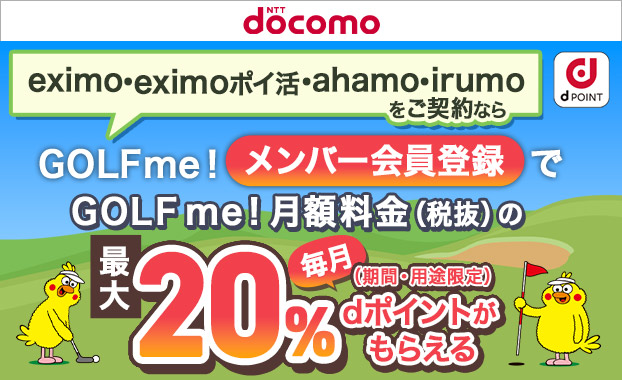 NTT
docomo
eximo・eximoポイ活・ahamo・irumo
をご契約なら
d POINT
GOLFme！メンバー会員登録で
GOLFme！月額料金（税抜）の
最大20%
毎月
（期間・用途限定）
dポイントが
もらえる